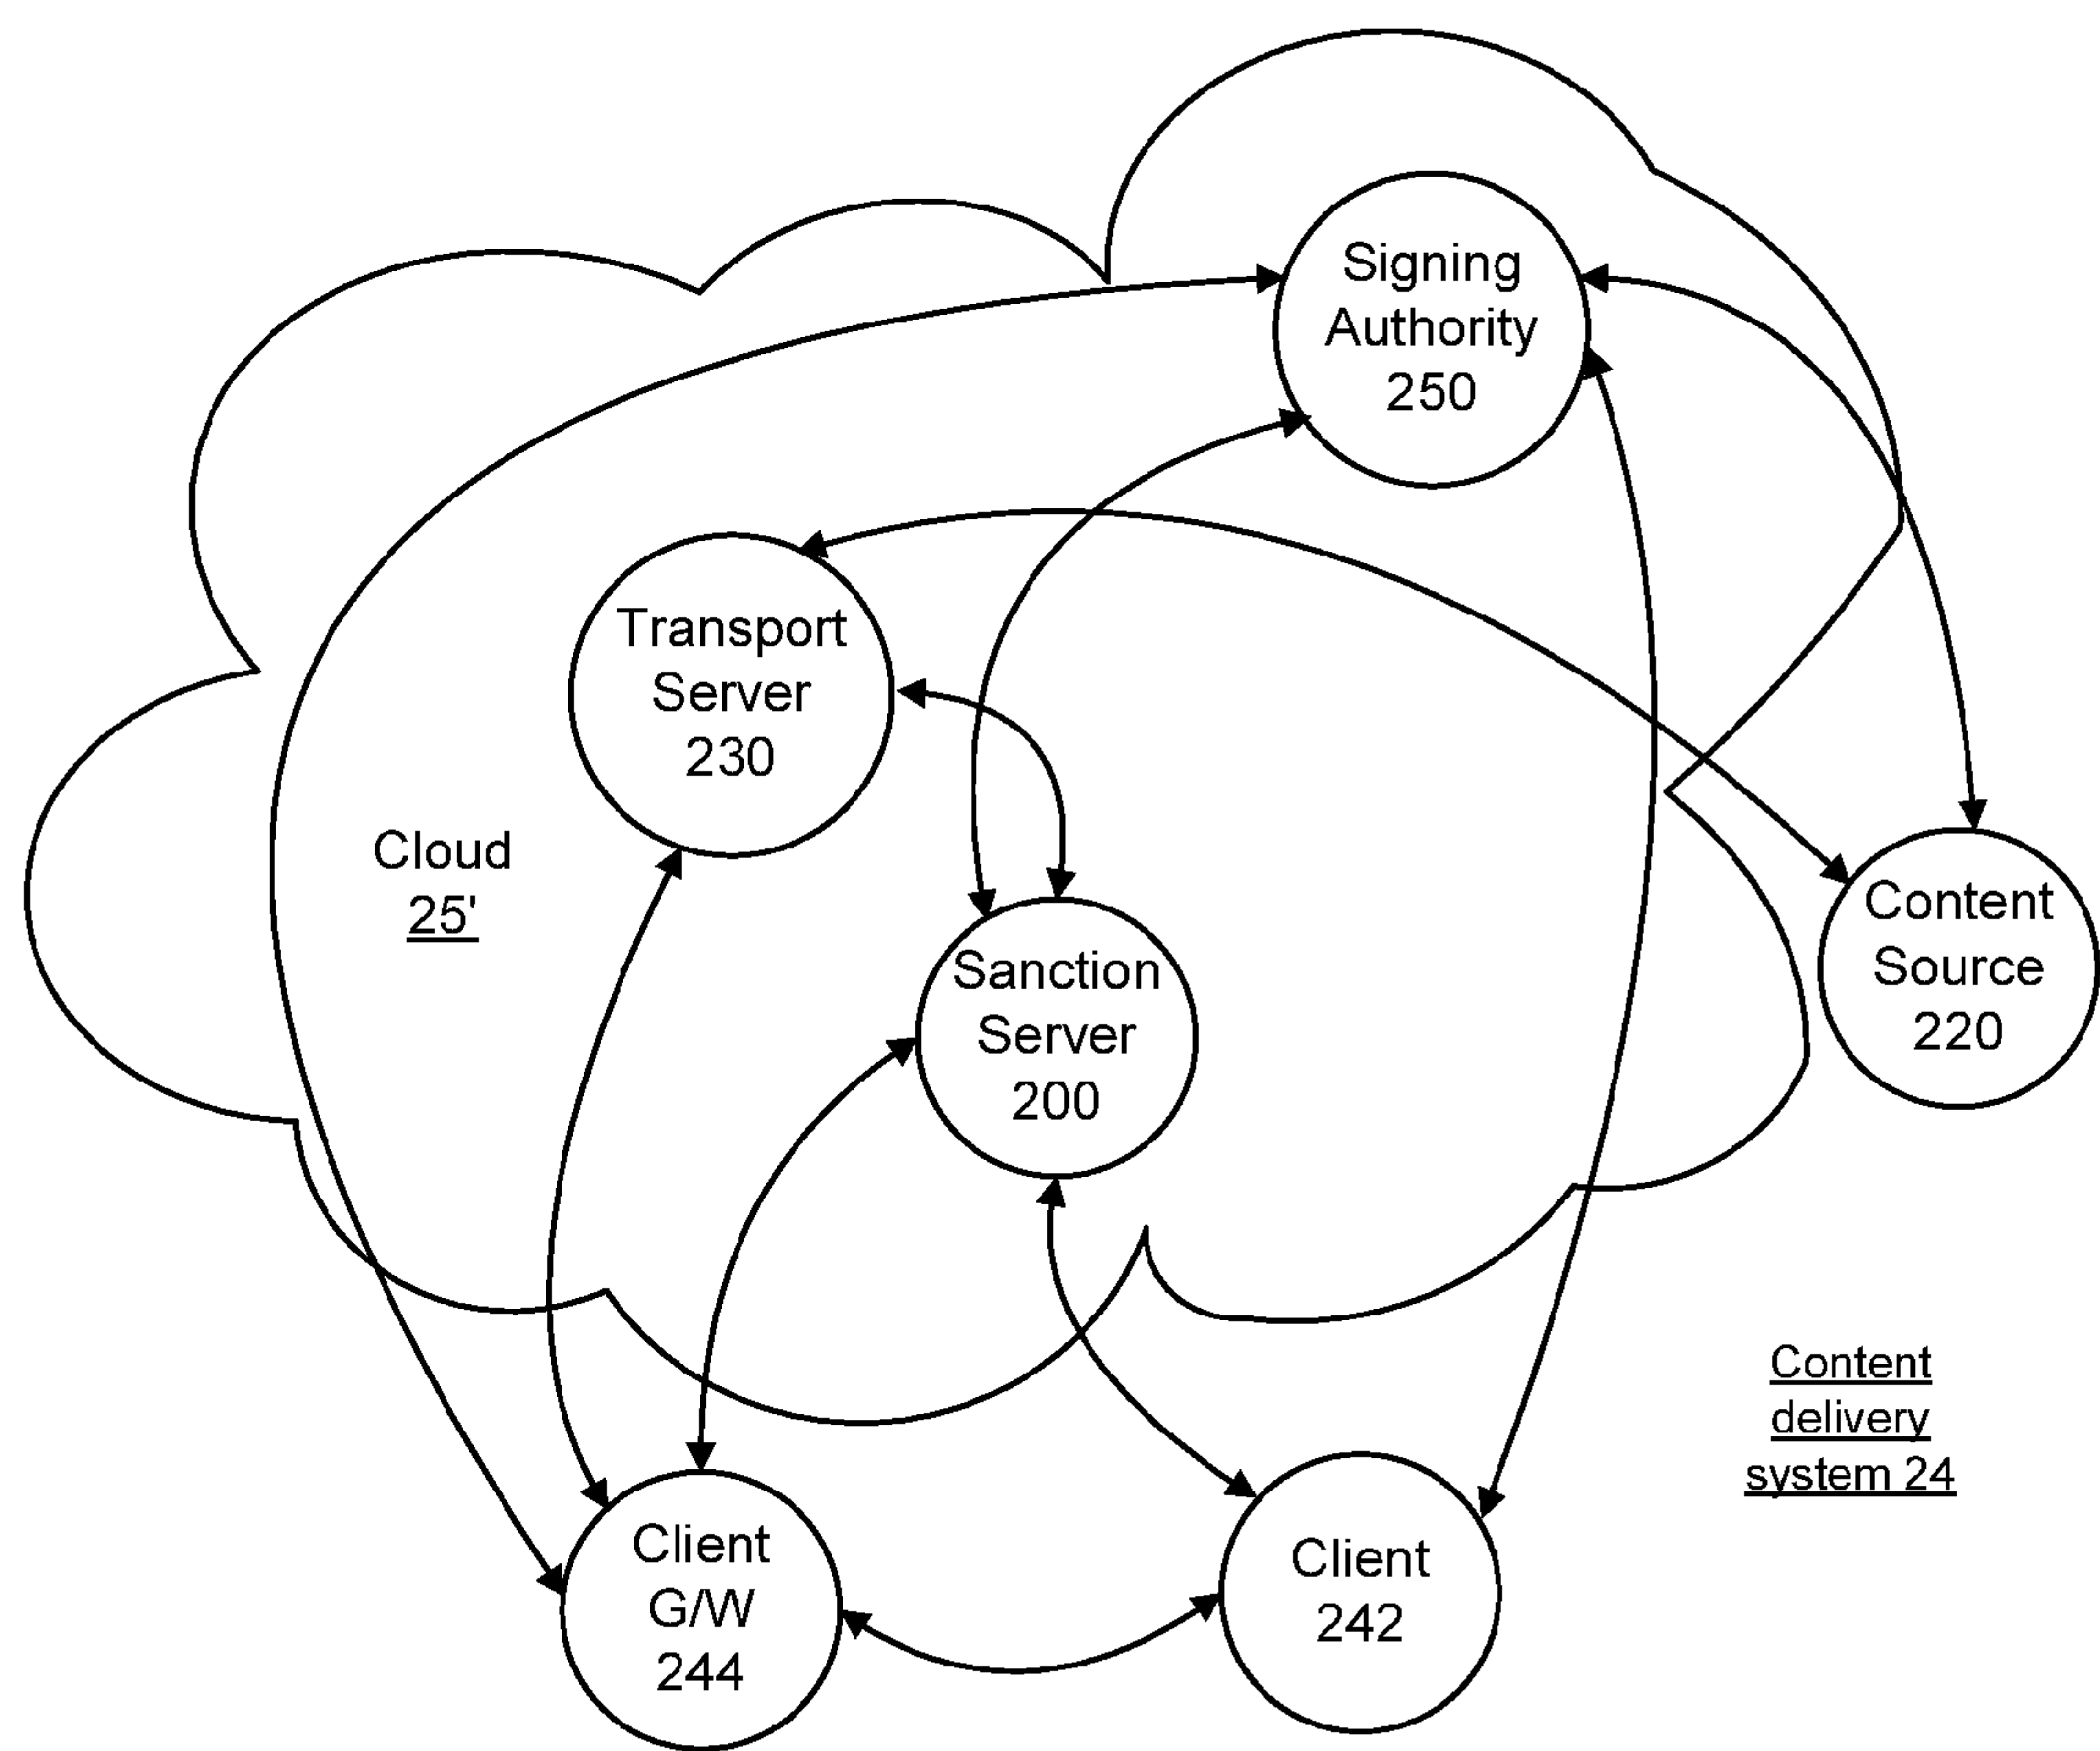 Signing
Authority
250
Transport
Server
230
Cloud
25'
Content
Source
220
Sanction
Server
200
Content
delivery
system 24
Client
G/W
244
Client
242